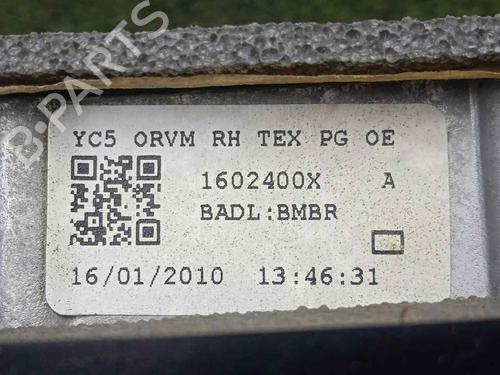 B-PARTS
YC5 ORVM RH TEX PG OE
1602400X A
BADL:BMBR
16/01/2010 13:46:31